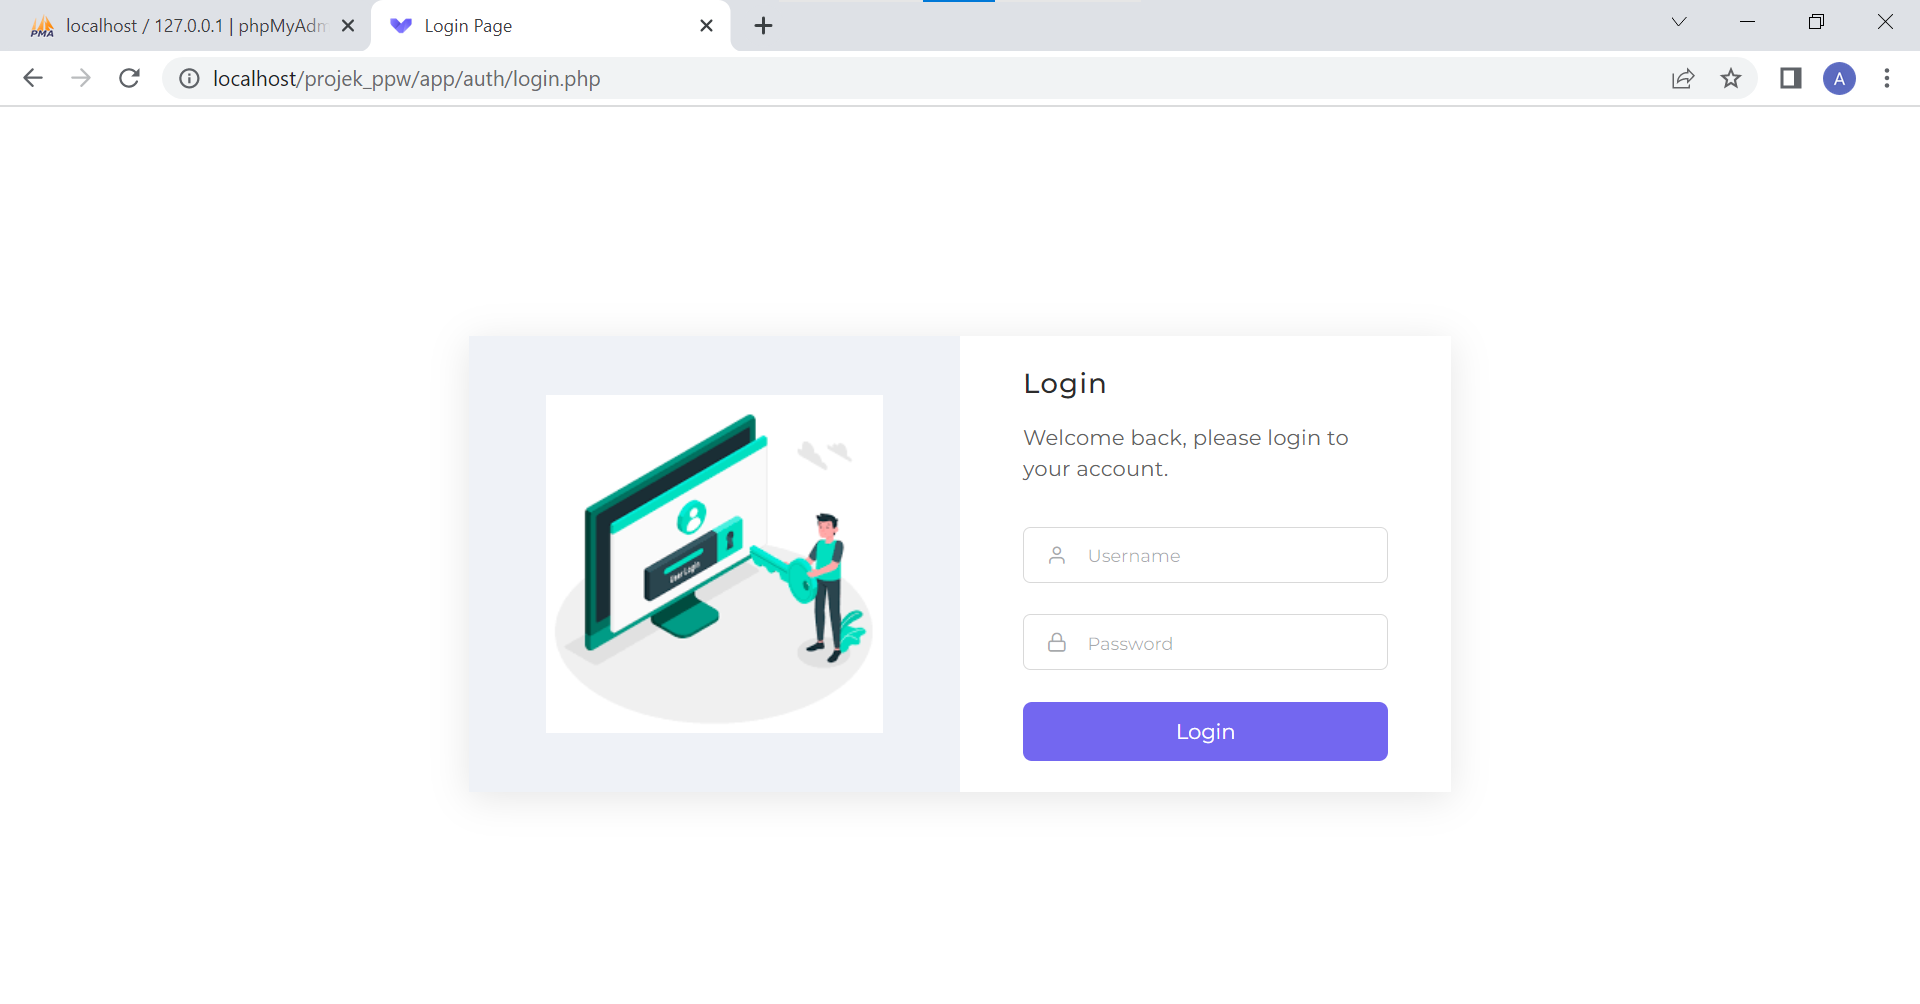 localhost / 127.0.0.1 | phpMyAdm
Login Page
PMA
localhost/projek_ppw/app/auth/login.php
A
Login
Welcome back, please login to
your account.
User Login
Username
Password
Login